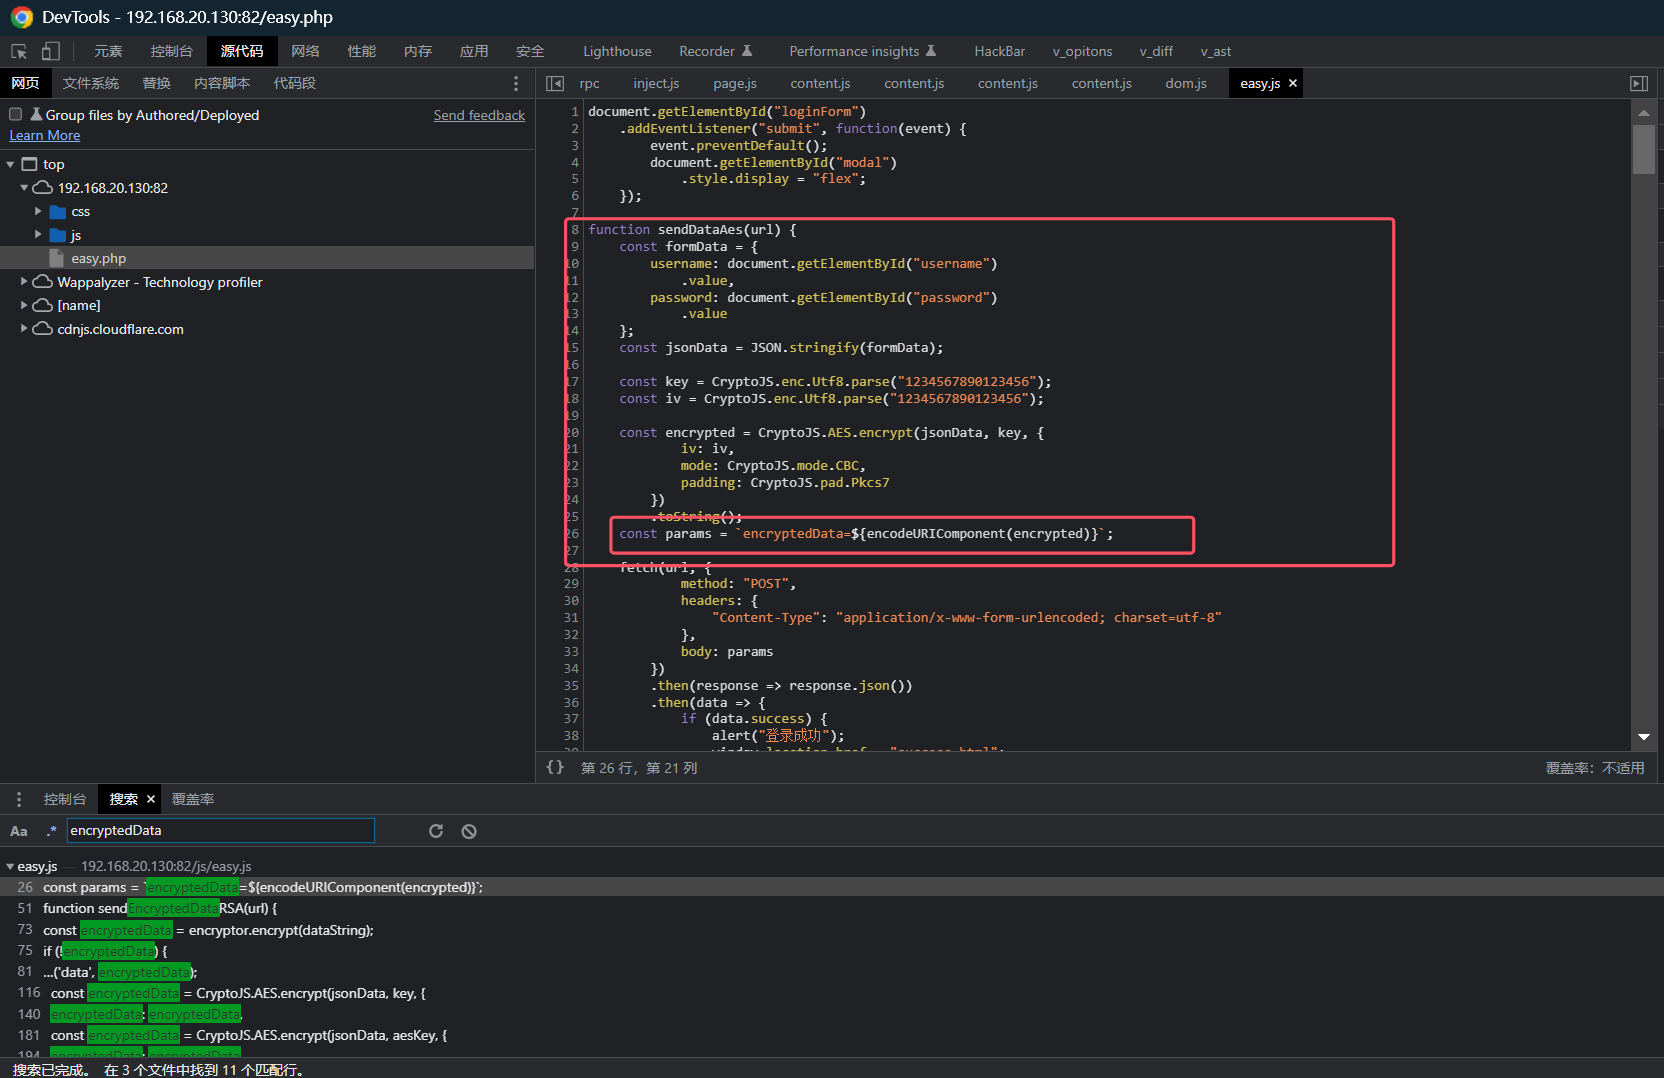 DevTools - 192.168.20.130:82/easy.php
元素 控制台 源代码 网络 性能 内存 应用 安全 Lighthouse Recorder Performance insights HackBar v_opitons v_diff v_ast
网页 文件系统 替换 内容脚本 代码段
rpc inject.js page.js content.js content.js content.js content.js dom.js easy.js ×
Group files by Authored/Deployed Send feedback
Learn More
top
192.168.20.130:82
css
js
easy.php
Wappalyzer - Technology profiler
[name]
cdnjs.cloudflare.com
1 document.getElementById("loginForm")
2 .addEventListener("submit", function(event) {
3 event.preventDefault();
4 document.getElementById("modal")
5 .style.display = "flex";
6 });
7
8 function sendDataAes(url) {
9 const formData = {
10 username: document.getElementById("username")
11 .value,
12 password: document.getElementById("password")
13 .value
14 };
15 const jsonData = JSON.stringify(formData);
16
17 const key = CryptoJS.enc.Utf8.parse("1234567890123456");
18 const iv = CryptoJS.enc.Utf8.parse("1234567890123456");
19
20 const encrypted = CryptoJS.AES.encrypt(jsonData, key, {
21 iv: iv,
22 mode: CryptoJS.mode.CBC,
23 padding: CryptoJS.pad.Pkcs7
24 })
25 .toString();
26 const params = `encryptedData=${encodeURIComponent(encrypted)}`;
27
28 fetch(url, {
29 method: "POST",
30 headers: {
31 "Content-Type": "application/x-www-form-urlencoded; charset=utf-8"
32 },
33 body: params
34 })
35 .then(response => response.json())
36 .then(data => {
37 if (data.success) {
38 alert("登录成功");
39 window.location.href = "success.html";
{} 第 26 行，第 21 列 覆盖率：不适用
控制台 搜索 × 覆盖率
Aa .* encryptedData
easy.js — 192.168.20.130:82/js/easy.js
26 const params = `encryptedData=${encodeURIComponent(encrypted)}`;
51 function sendEncryptedDataRSA(url) {
73 const encryptedData = encryptor.encrypt(dataString);
75 if (!encryptedData) {
81 ...('data', encryptedData);
116 const encryptedData = CryptoJS.AES.encrypt(jsonData, key, {
140 encryptedData: encryptedData,
181 const encryptedData = CryptoJS.AES.encrypt(jsonData, aesKey, {
194 encryptedData: encryptedData
搜索已完成。 在 3 个文件中找到 11 个匹配行。